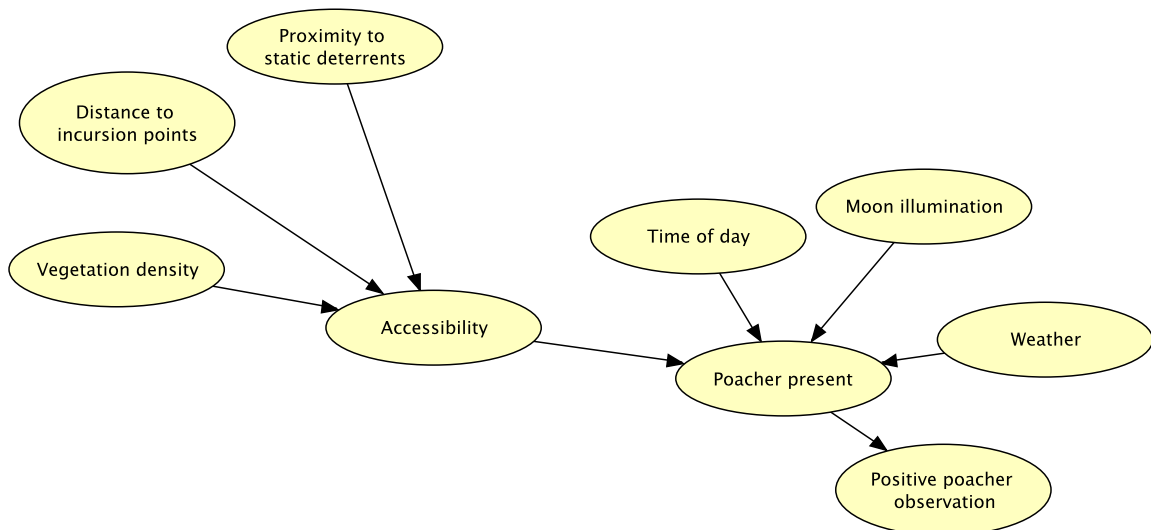 Proximity to
static deterrents
Distance to
incursion points
Vegetation density
Accessibility
Time of day
Moon illumination
Weather
Poacher present
Positive poacher
observation